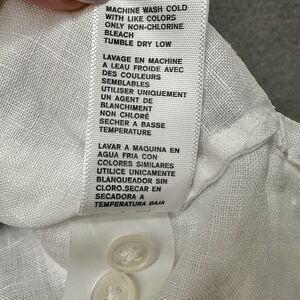 MACHINE WASH COLD
WITH LIKE COLORS
ONLY NON-CHLORINE
BLEACH
TUMBLE DRY LOW
LAVAGE EN MACHINE
A LEAU FROIDE AVEC
DES COULEURS
SEMBLABLES
UTILISER UNIQUEMENT
UN AGENT DE
BLANCHIMENT
NON CHLORÉ
SECHER A BASSE
TEMPERATURE
LAVAR A MAQUINA EN
AGUA FRIA CON
COLORES SIMILARES
UTILICE UNICAMENTE
BLANQUEADOR SIN
CLORO.SECAR EN
SECADORA A
TEMPERATURA BAJA